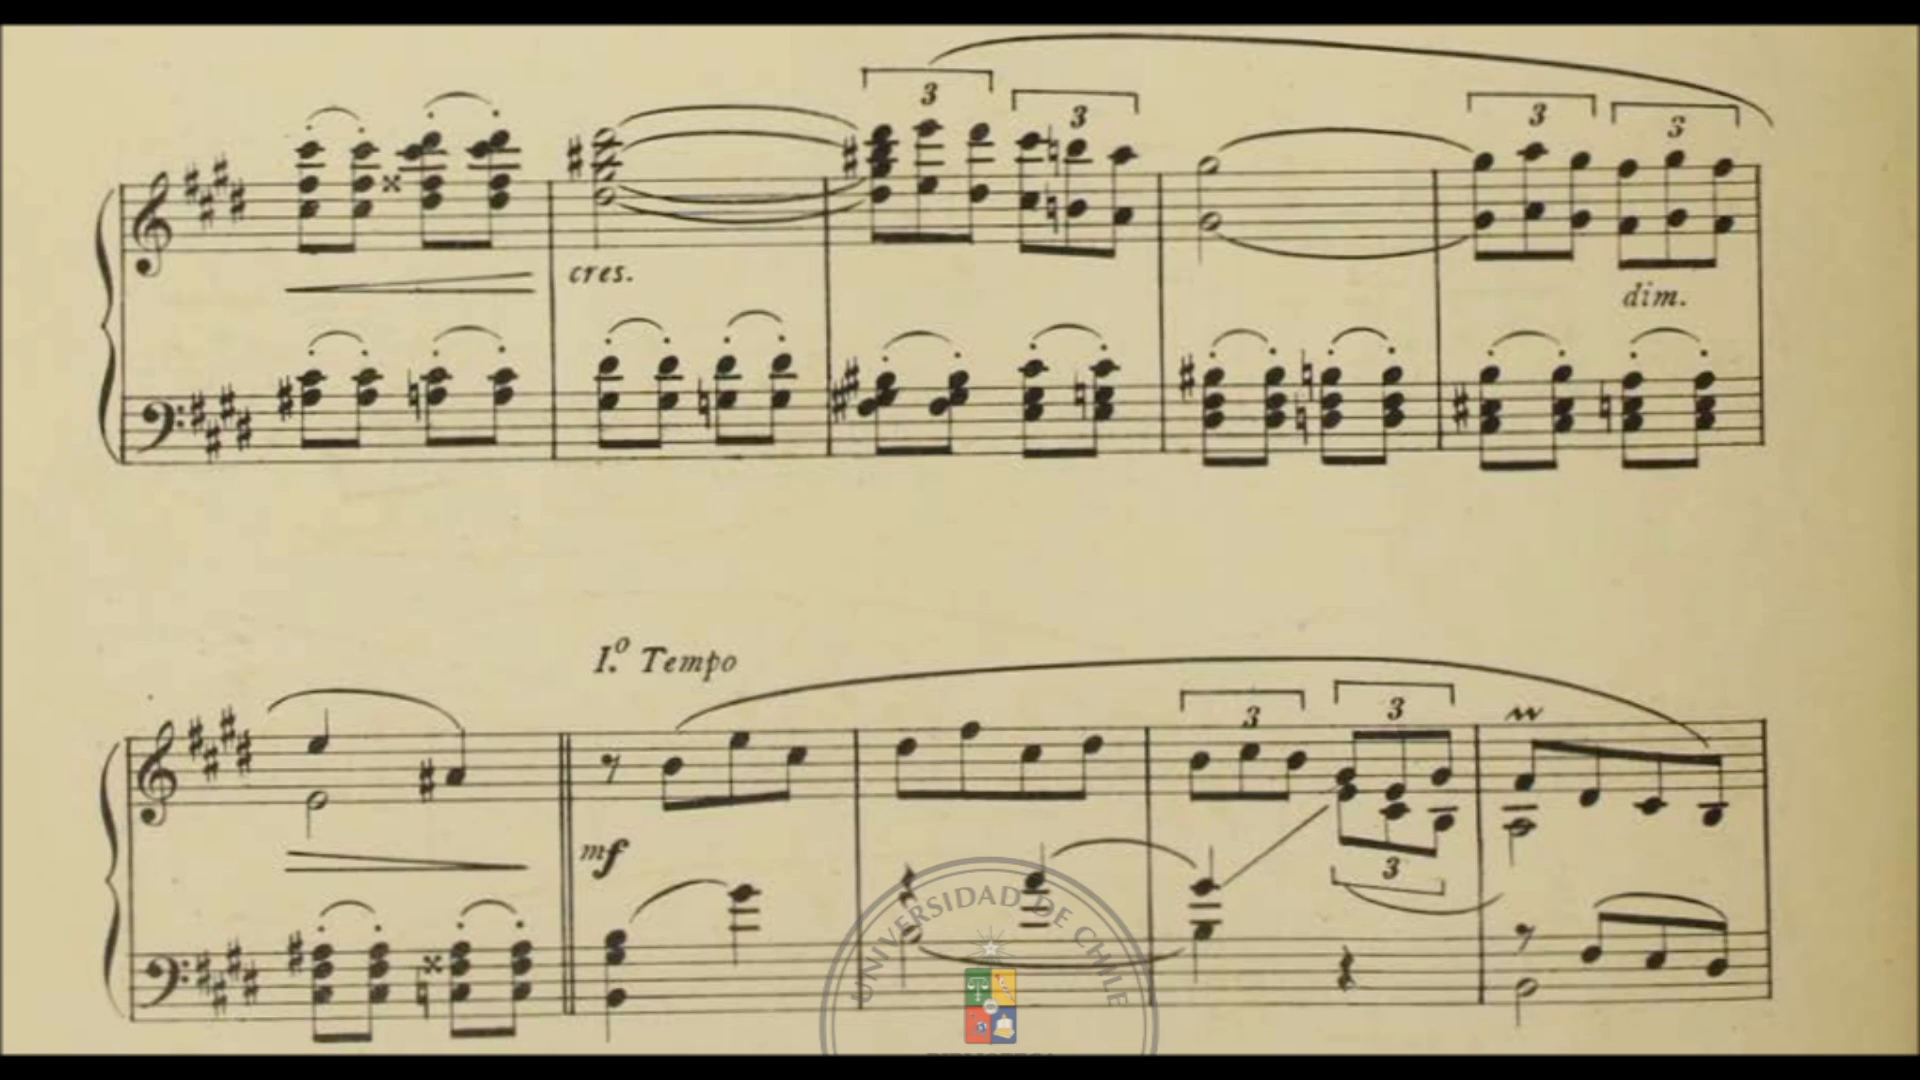 3 3 3 3
cres.
dim.
I.º Tempo
3 3
mf
3
UNIVERSIDAD DE CHILE